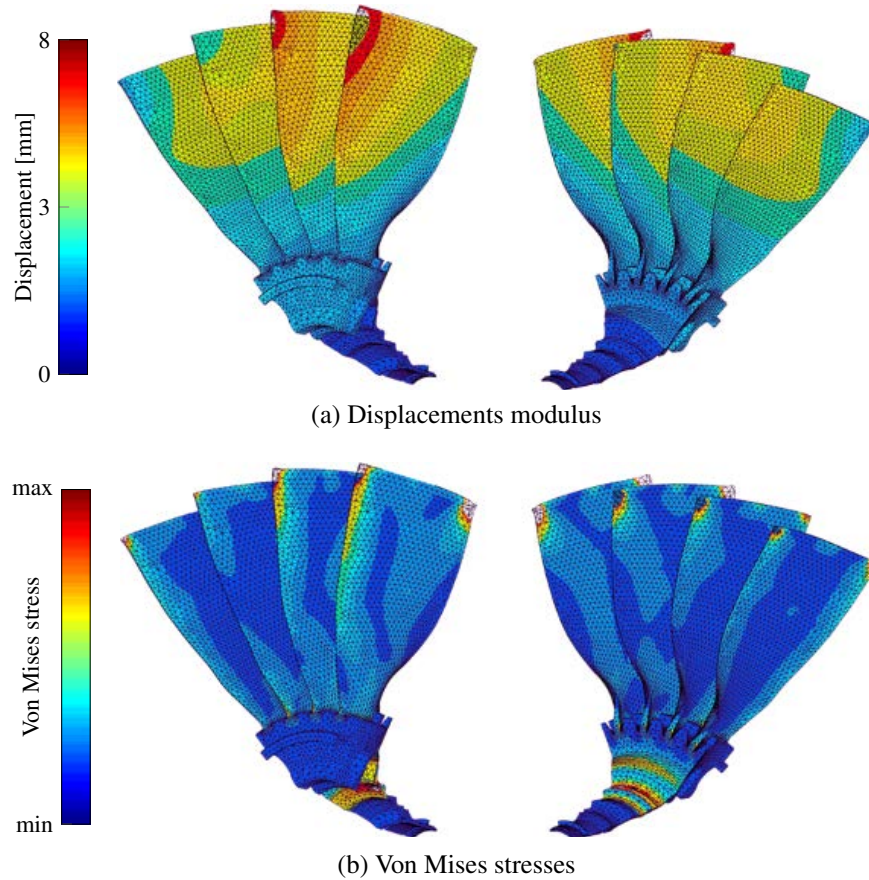 8
Displacement [mm]
3
0
(a) Displacements modulus
max
Von Mises stress
min
(b) Von Mises stresses